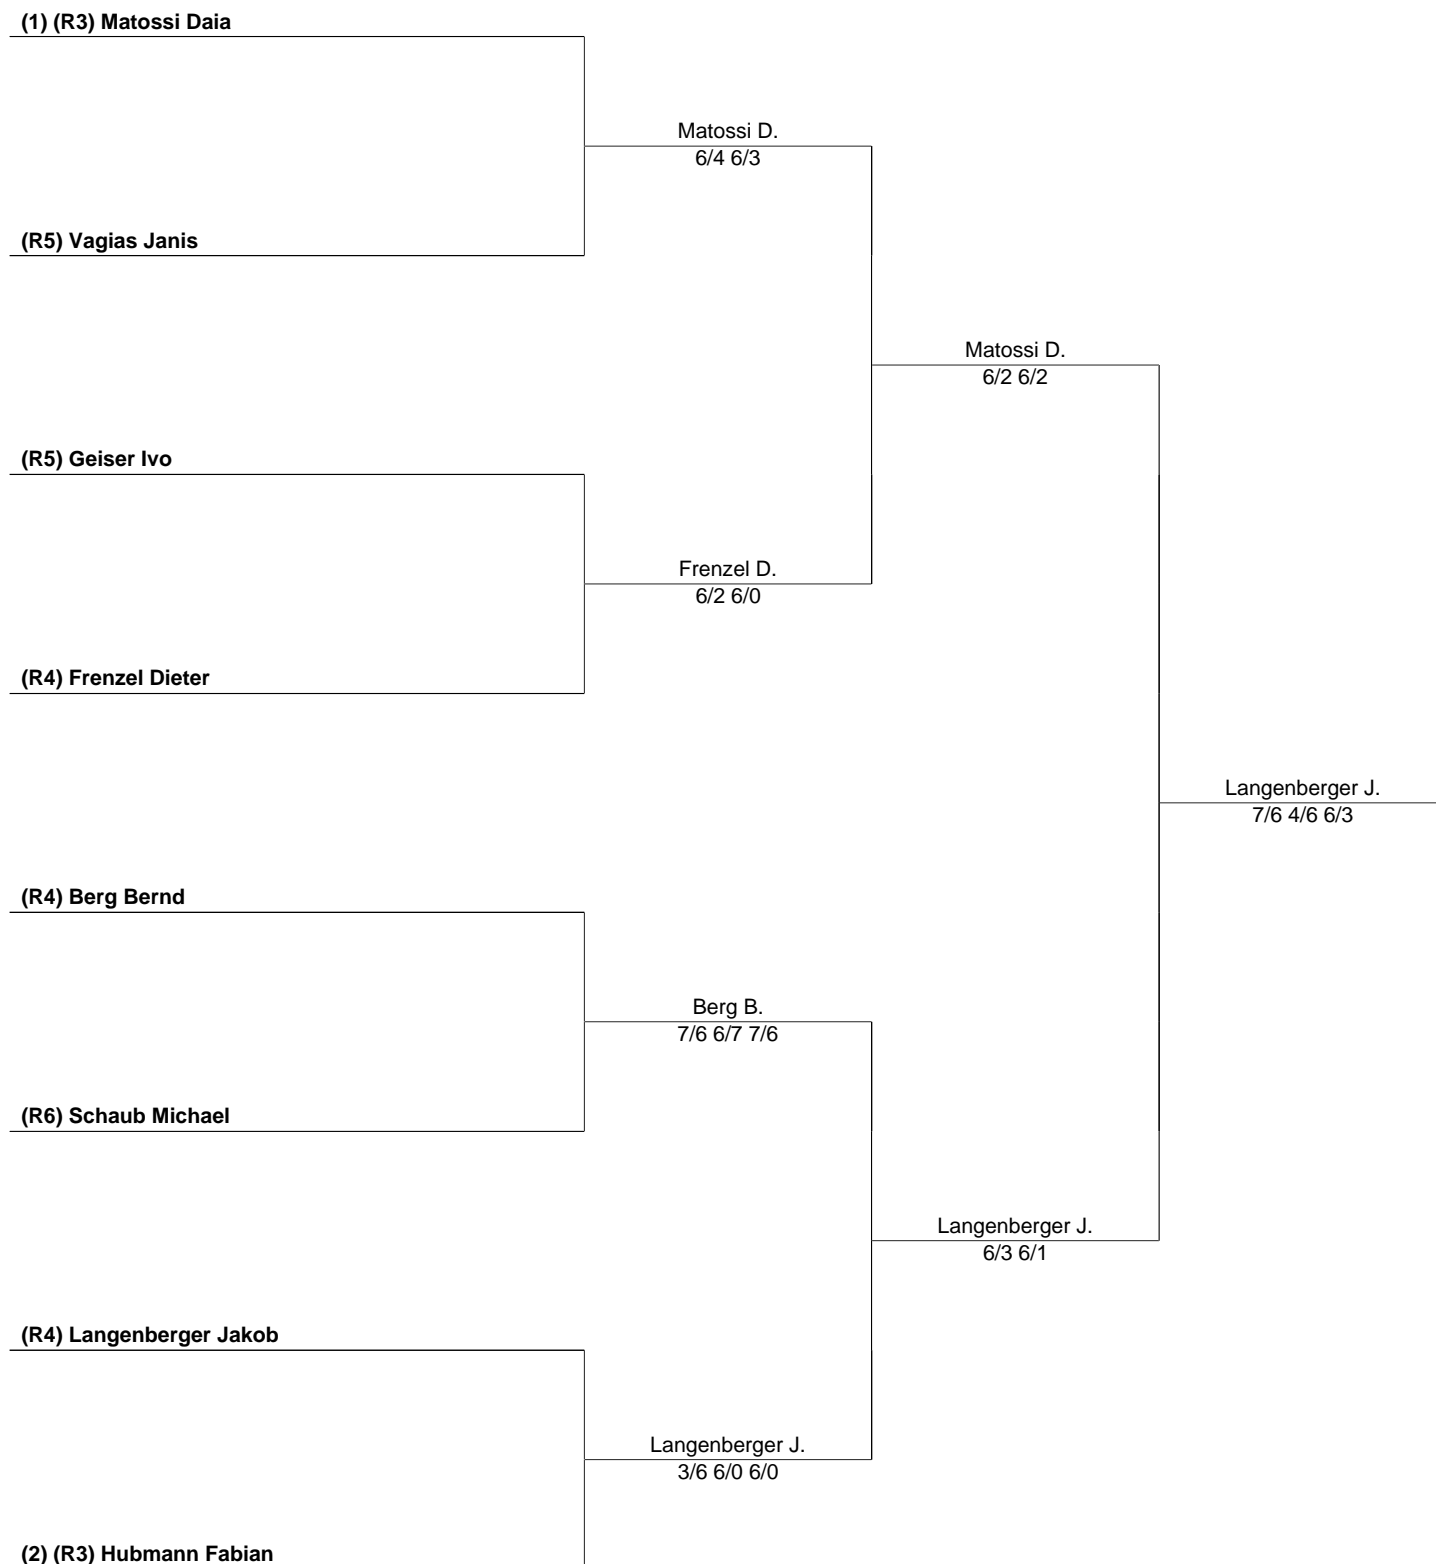 (1) (R3) Matossi Daia
Matossi D.
6/4 6/3
(R5) Vagias Janis
Matossi D.
6/2 6/2
(R5) Geiser Ivo
Frenzel D.
6/2 6/0
(R4) Frenzel Dieter
Langenberger J.
7/6 4/6 6/3
(R4) Berg Bernd
Berg B.
7/6 6/7 7/6
(R6) Schaub Michael
Langenberger J.
6/3 6/1
(R4) Langenberger Jakob
Langenberger J.
3/6 6/0 6/0
(2) (R3) Hubmann Fabian